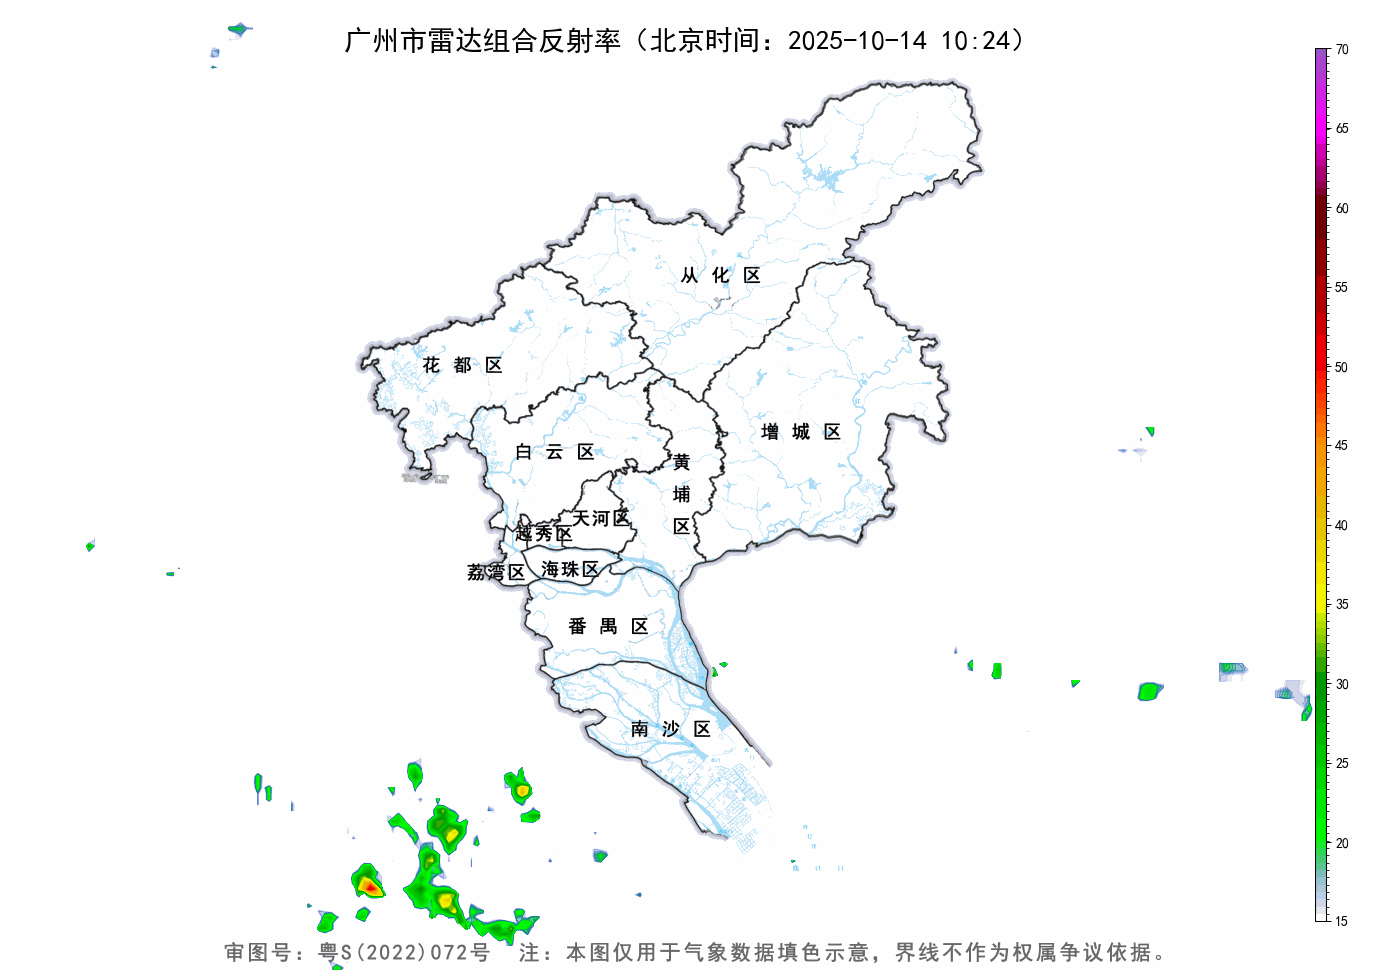 广州市雷达组合反射率（北京时间：2025-10-14 10:24）
70
65
60
55
50
45
40
35
30
25
20
15
从化区
花都区
增城区
白云区
黄埔区
天河区
越秀区
荔湾区
海珠区
番禺区
南沙区
审图号：粤S(2022)072号 注：本图仅用于气象数据填色示意，界线不作为权属争议依据。